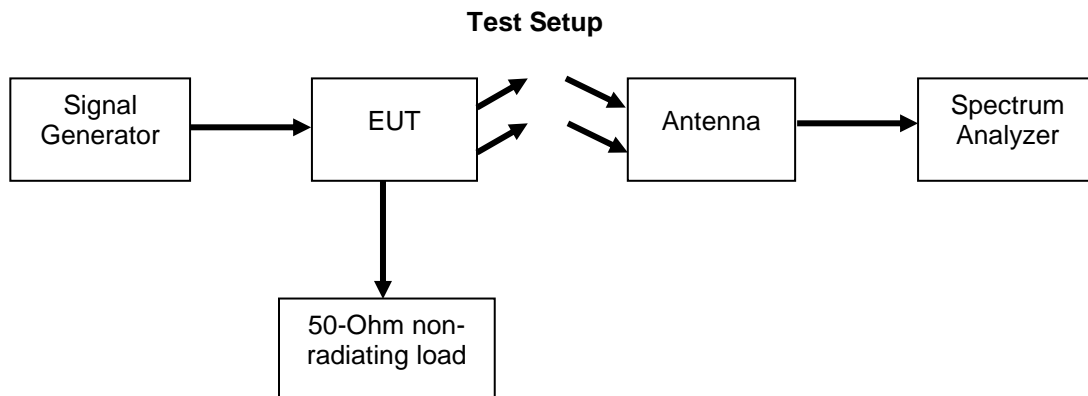 Test Setup
Signal
Generator
EUT
Antenna
Spectrum
Analyzer
50-Ohm non-
radiating load